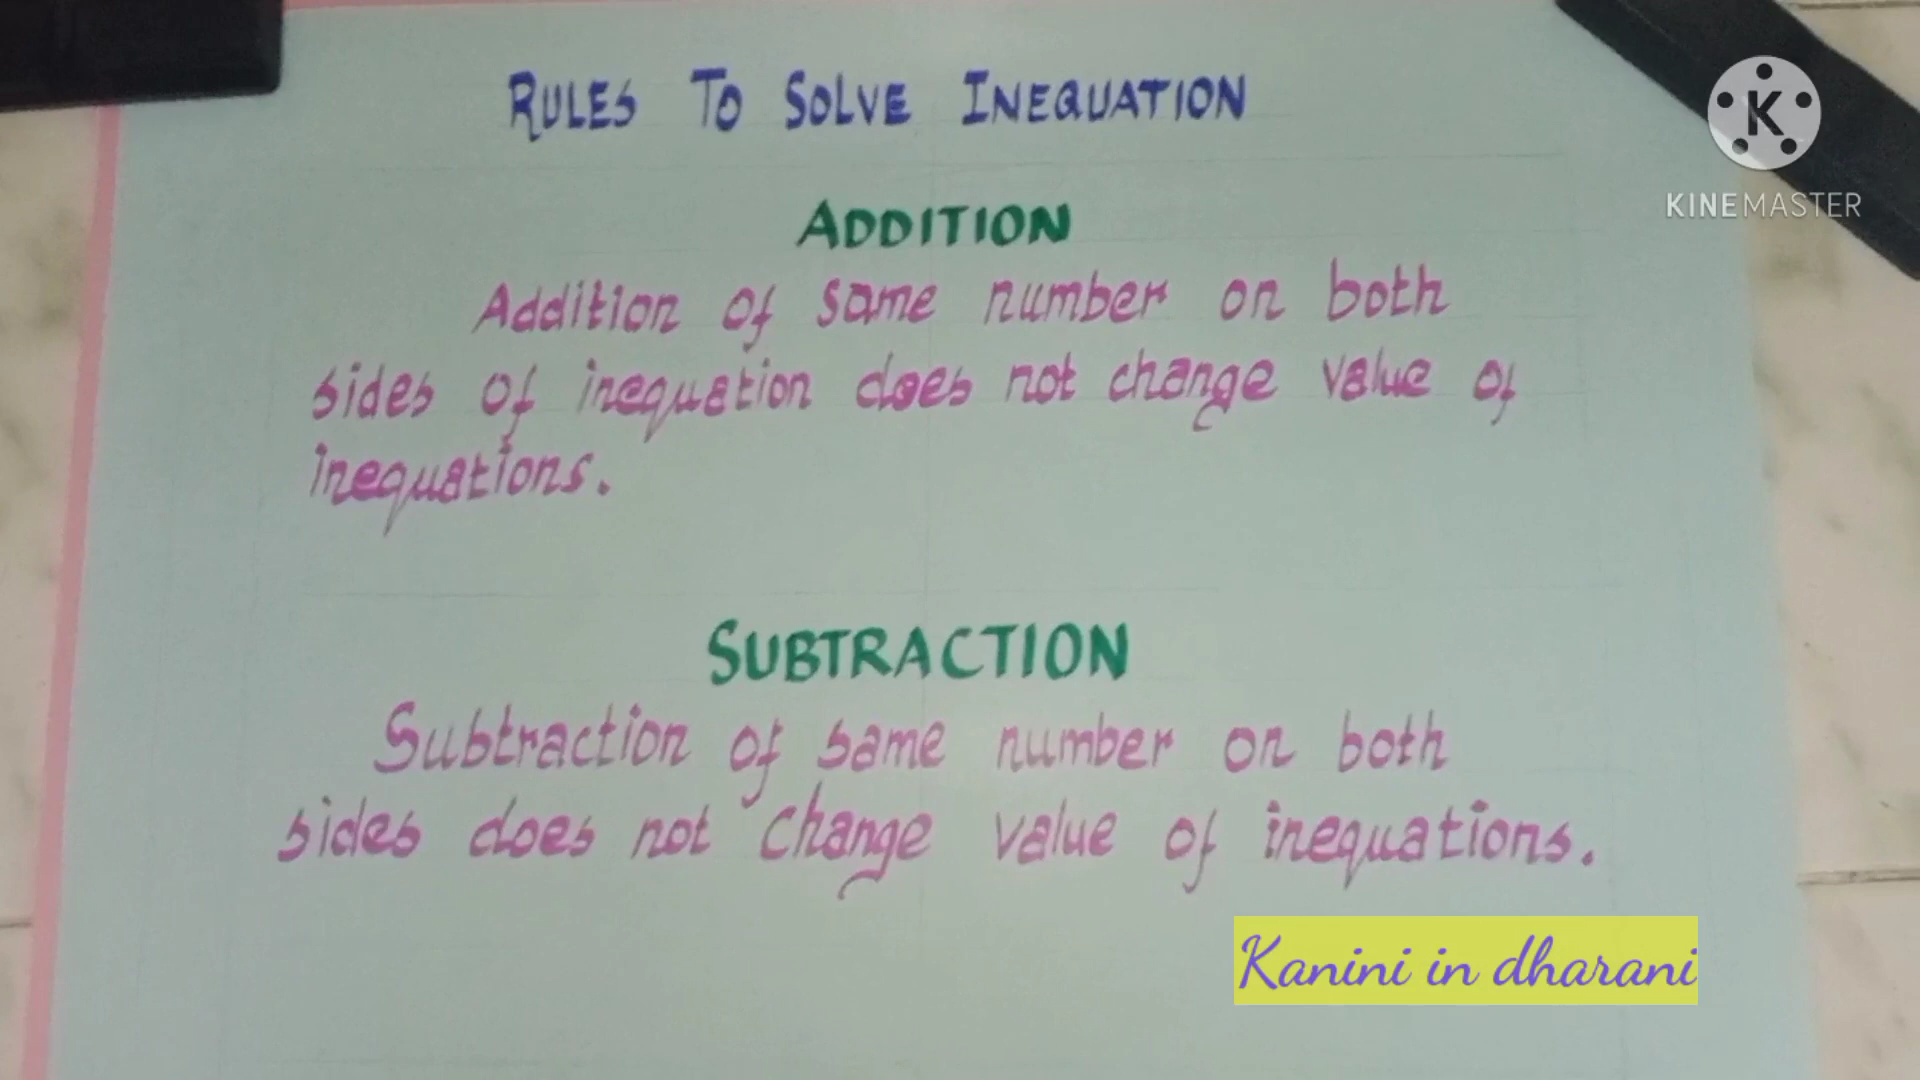 RULES TO SOLVE INEQUATION
KINEMASTER
ADDITION
Addition of same number on both
sides of inequation does not change value of
inequations.
SUBTRACTION
Subtraction of same number on both
sides does not change value of inequations.
Kanini in dharani